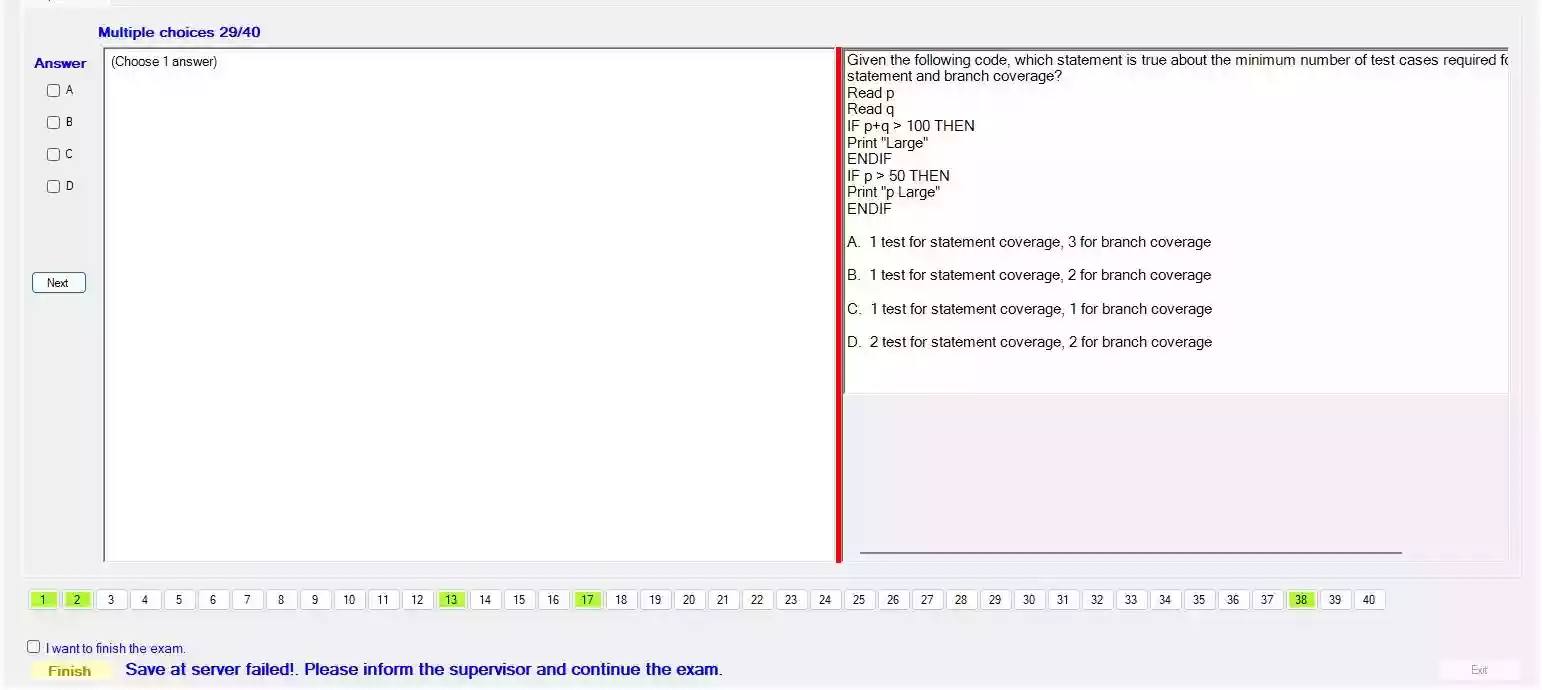 Multiple choices 29/40
Answer
(Choose 1 answer)
A
B
C
D
Next
Given the following code, which statement is true about the minimum number of test cases required
statement and branch coverage?
Read p
Read q
IF p+q > 100 THEN
Print "Large"
ENDIF
IF p > 50 THEN
Print "p Large"
ENDIF
A. 1 test for statement coverage, 3 for branch coverage
B. 1 test for statement coverage, 2 for branch coverage
C. 1 test for statement coverage, 1 for branch coverage
D. 2 test for statement coverage, 2 for branch coverage
1 2 3 4 5 6 7 8 9 10 11 12 13 14 15 16 17 18 19 20 21 22 23 24 25 26 27 28 29 30 31 32 33 34 35 36 37 38 39 40
I want to finish the exam.
Finish Save at server failed!. Please inform the supervisor and continue the exam.
Exit